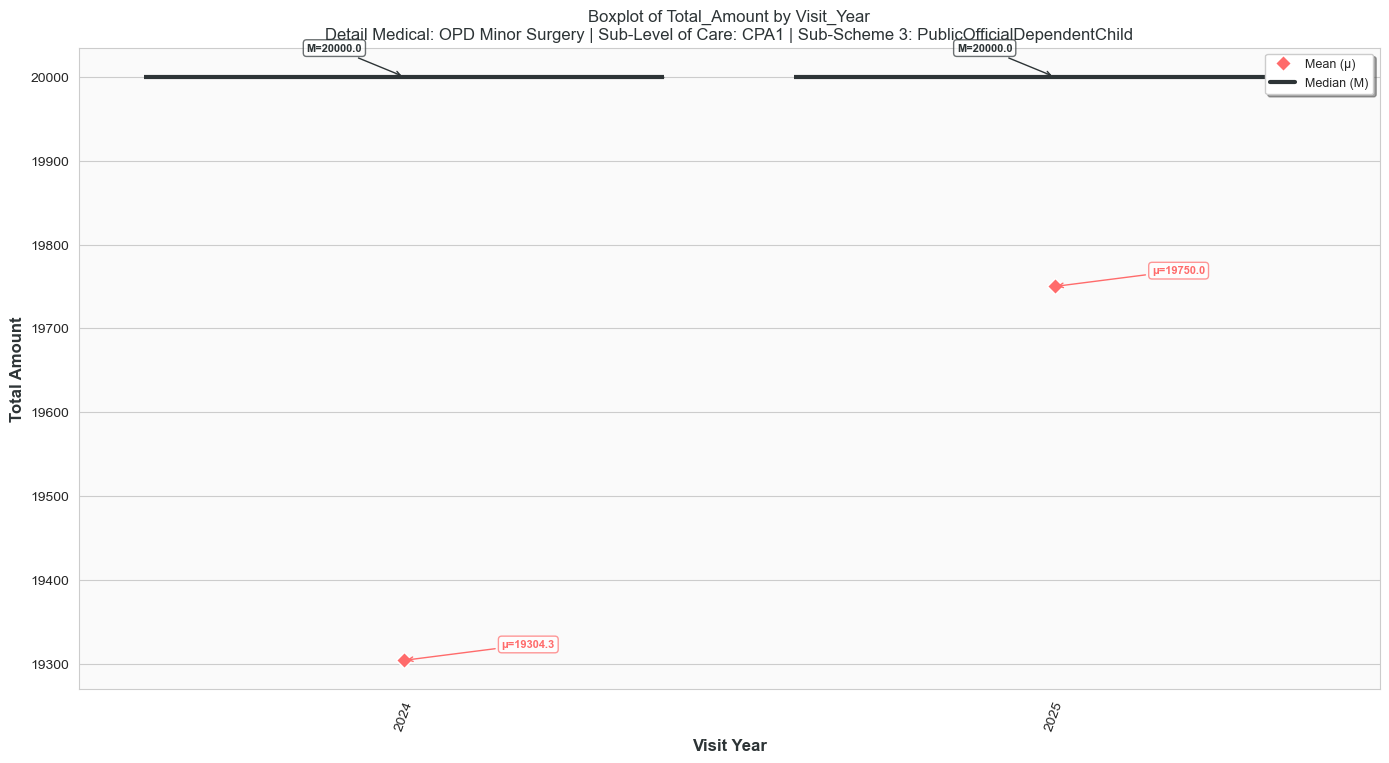 Boxplot of Total_Amount by Visit_Year
Detail Medical: OPD Minor Surgery | Sub-Level of Care: CPA1 | Sub-Scheme 3: PublicOfficialDependentChild
M=20000.0
M=20000.0
Mean (μ)
Median (M)
20000
19900
19800
19700
19600
19500
19400
19300
μ=19750.0
μ=19304.3
Total Amount
2024
2025
Visit Year